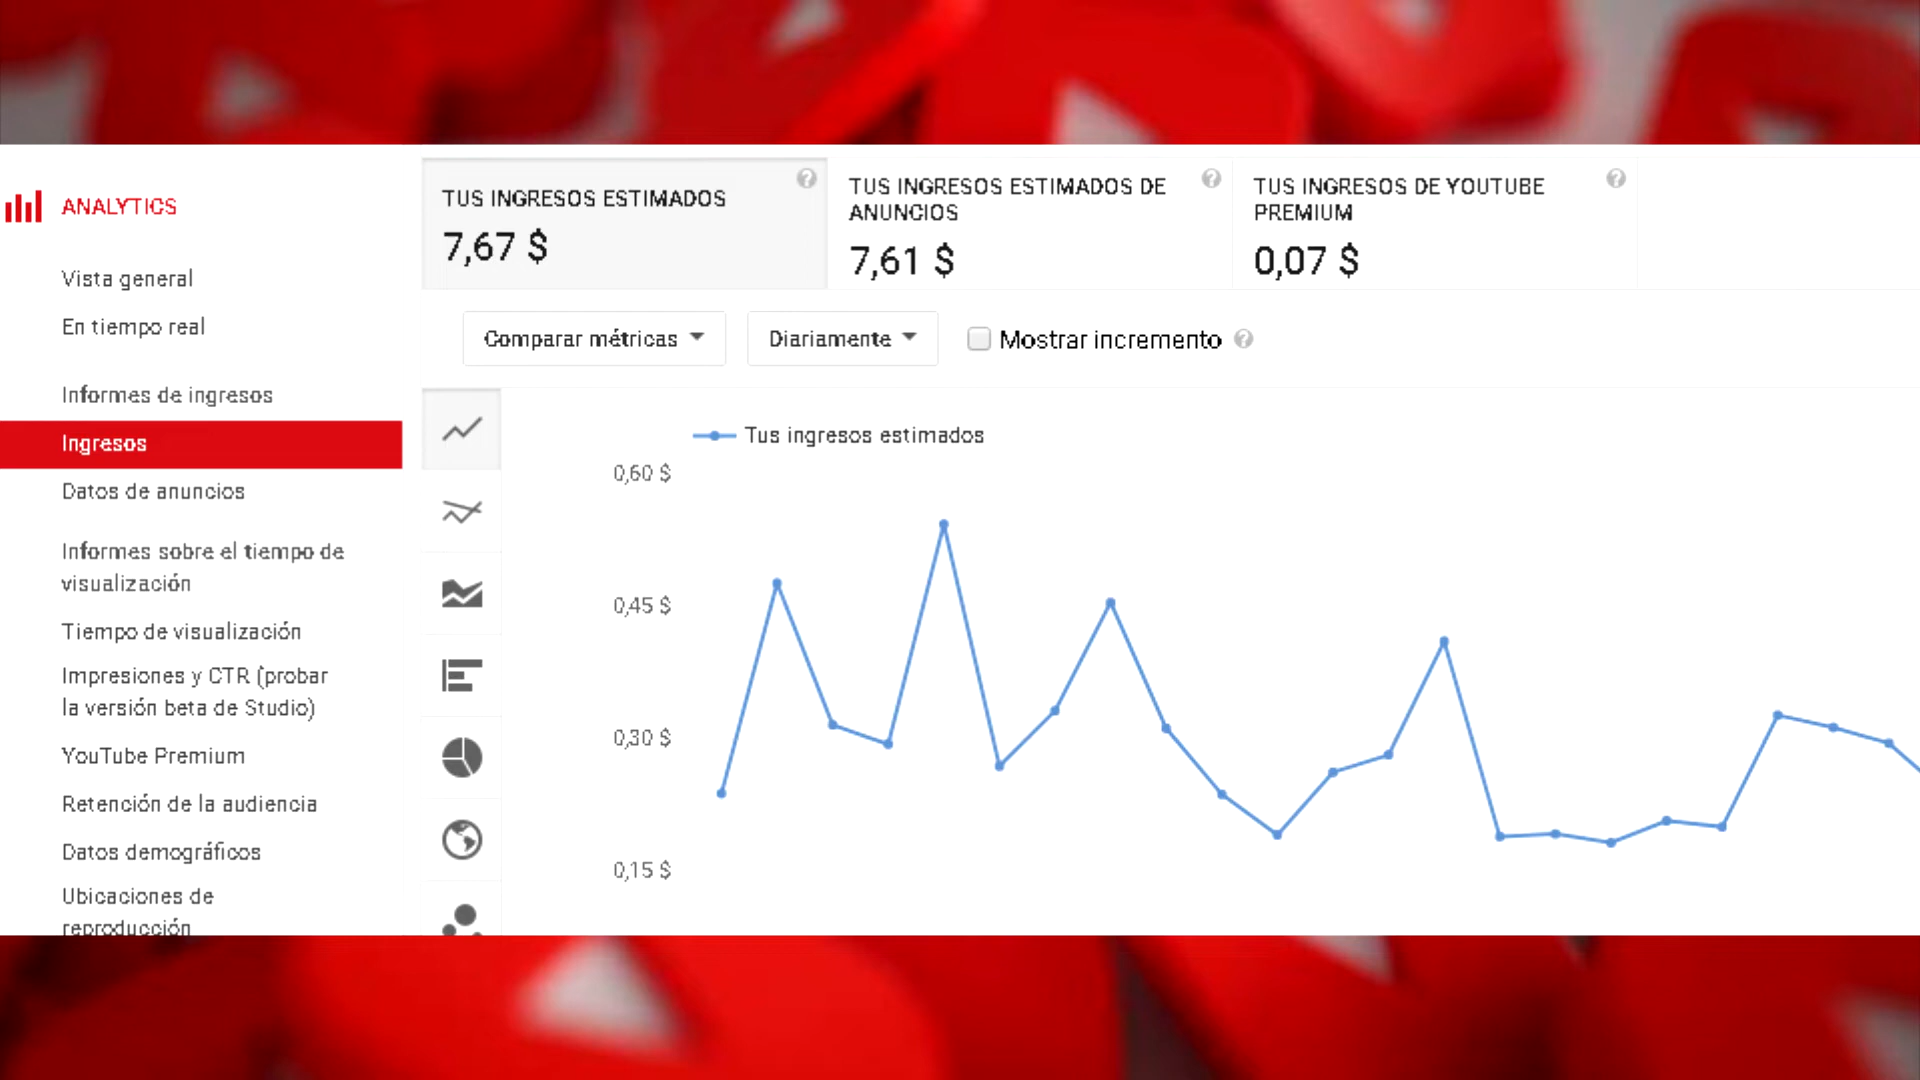 ANALYTICS
Vista general
En tiempo real
Informes de ingresos
Ingresos
Datos de anuncios
Informes sobre el tiempo de
visualización
Tiempo de visualización
Impresiones y CTR (probar
la versión beta de Studio)
YouTube Premium
Retención de la audiencia
Datos demográficos
Ubicaciones de
reproducción
TUS INGRESOS ESTIMADOS
7,67 $
TUS INGRESOS ESTIMADOS DE
ANUNCIOS
7,61 $
TUS INGRESOS DE YOUTUBE
PREMIUM
0,07 $
Comparar métricas
Diariamente
Mostrar incremento
Tus ingresos estimados
0,60 $
0,45 $
0,30 $
0,15 $